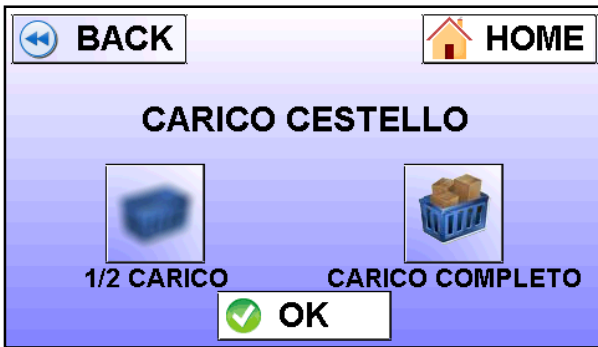 BACK
HOME
CARICO CESTELLO
1/2 CARICO
CARICO COMPLETO
OK